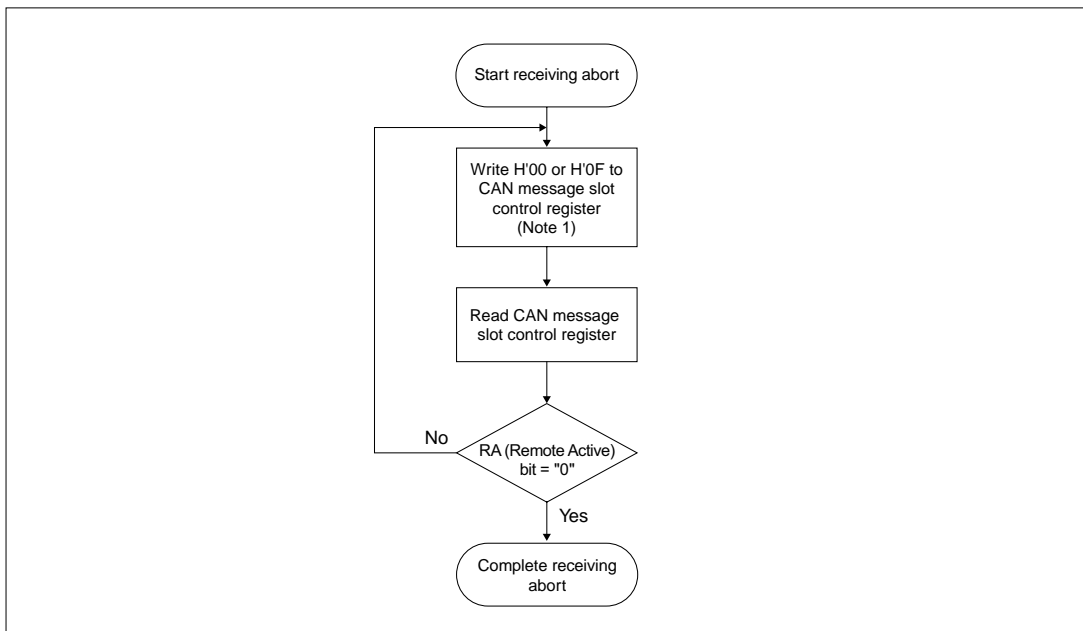 Start receiving abort
Write H'00 or H'0F to
CAN message slot
control register
(Note 1)
Read CAN message
slot control register
No
RA (Remote Active)
bit = "0"
Yes
Complete receiving
abort